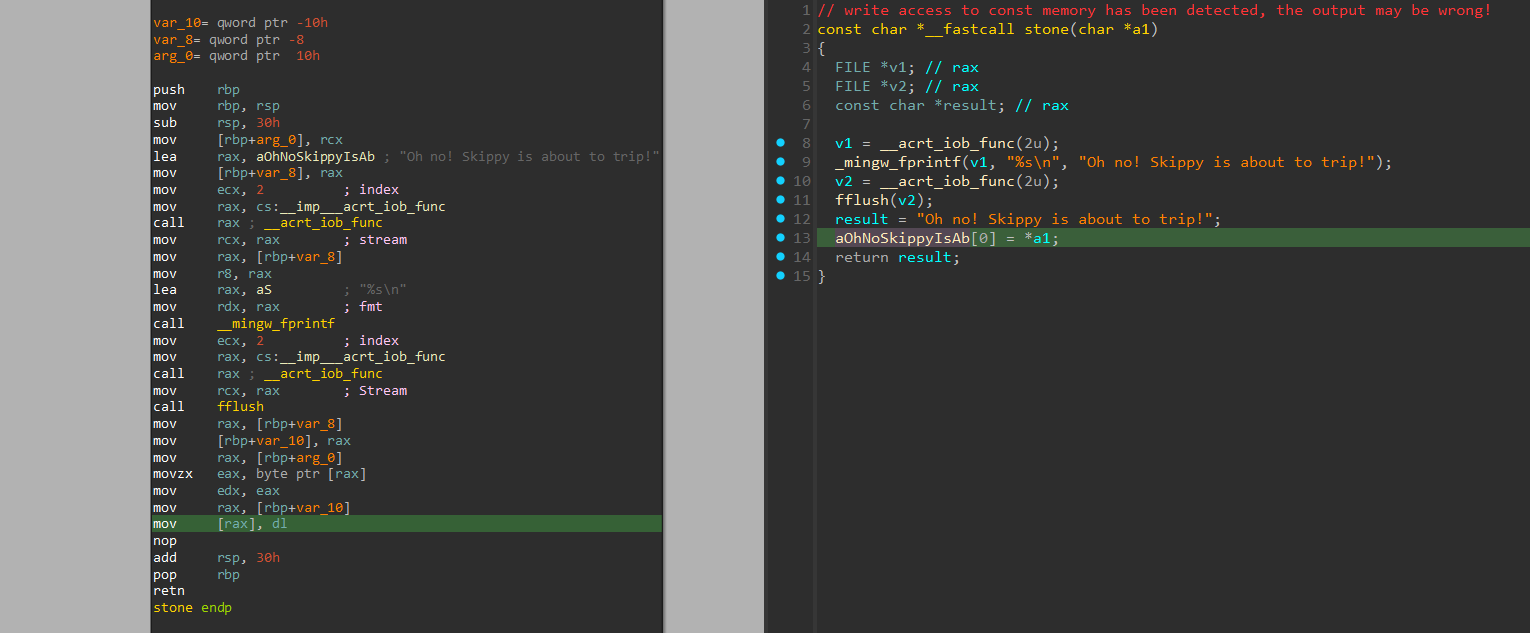 var_10= qword ptr -10h
var_8= qword ptr -8
arg_0= qword ptr  10h
push rbp
mov rbp, rsp
sub rsp, 30h
mov [rbp+arg_0], rcx
lea rax, aOhNoSkippyIsAb ; "Oh no! Skippy is about to trip!"
mov [rbp+var_8], rax
mov ecx, 2 ; index
mov rax, cs:__imp___acrt_iob_func
call rax ; __acrt_iob_func
mov rcx, rax ; stream
mov rax, [rbp+var_8]
mov r8, rax
lea rax, aS ; "%s\n"
mov rdx, rax ; fmt
call __mingw_fprintf
mov ecx, 2 ; index
mov rax, cs:__imp___acrt_iob_func
call rax ; __acrt_iob_func
mov rcx, rax ; Stream
call fflush
mov rax, [rbp+var_8]
mov [rbp+var_10], rax
mov rax, [rbp+arg_0]
movzx eax, byte ptr [rax]
mov edx, eax
mov rax, [rbp+var_10]
mov [rax], dl
nop
add rsp, 30h
pop rbp
retn
stone endp
1 // write access to const memory has been detected, the output may be wrong!
2 const char *__fastcall stone(char *a1)
3 {
4 FILE *v1; // rax
5 FILE *v2; // rax
6 const char *result; // rax
7
8 v1 = __acrt_iob_func(2u);
9 _mingw_fprintf(v1, "%s\n", "Oh no! Skippy is about to trip!");
10 v2 = __acrt_iob_func(2u);
11 fflush(v2);
12 result = "Oh no! Skippy is about to trip!";
13 aOhNoSkippyIsAb[0] = *a1;
14 return result;
15 }